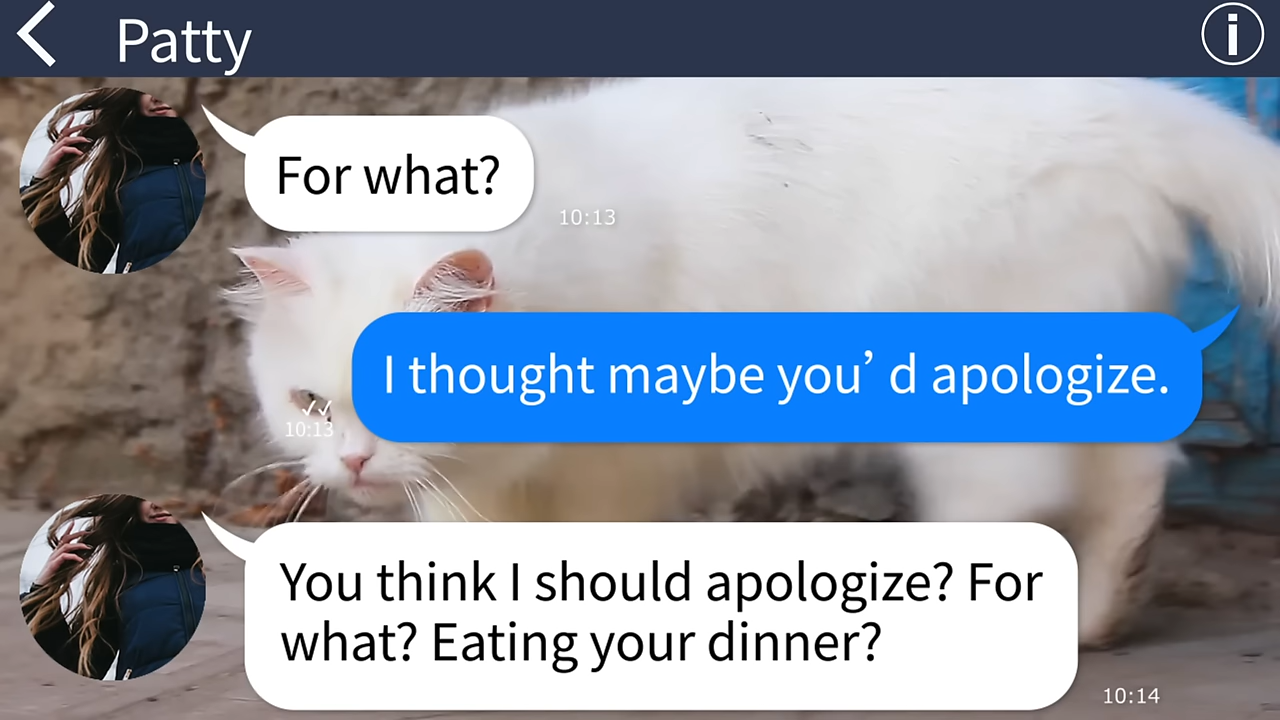 Patty
For what?
10:13
I thought maybe you’ d apologize.
✓✓
10:13
You think I should apologize? For
what? Eating your dinner?
10:14